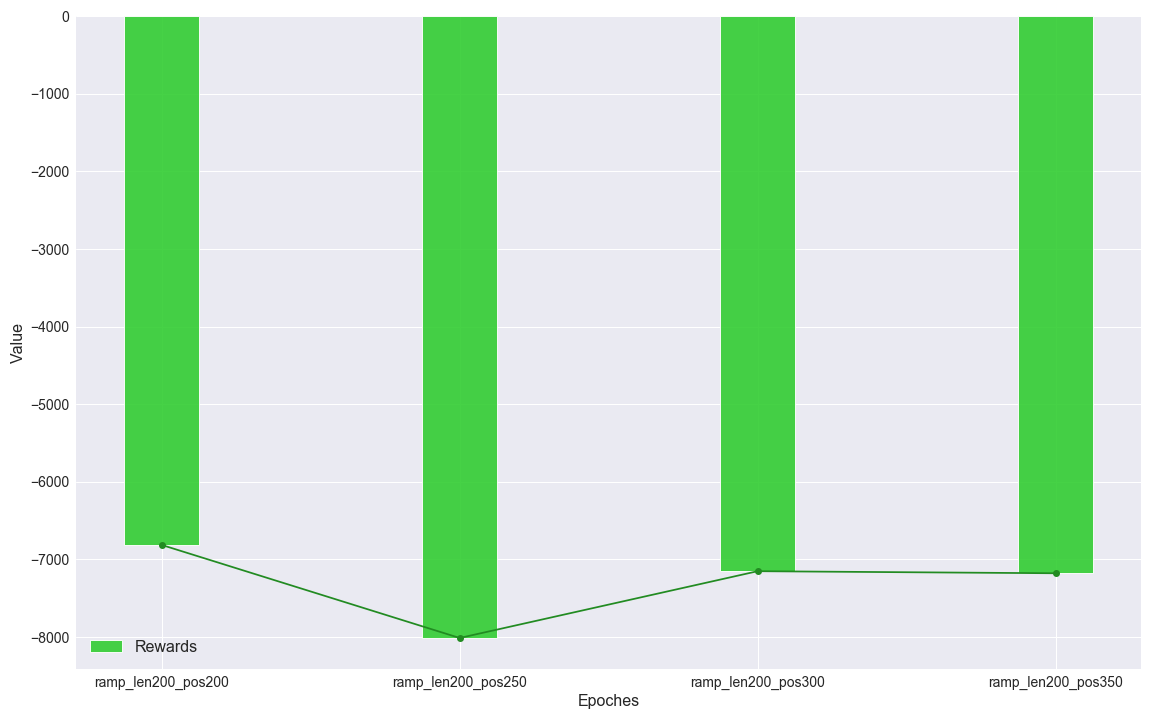 0
−1000
−2000
−3000
−4000
−5000
−6000
−7000
−8000
Value
Rewards
ramp_len200_pos200
ramp_len200_pos250
ramp_len200_pos300
ramp_len200_pos350
Epoches